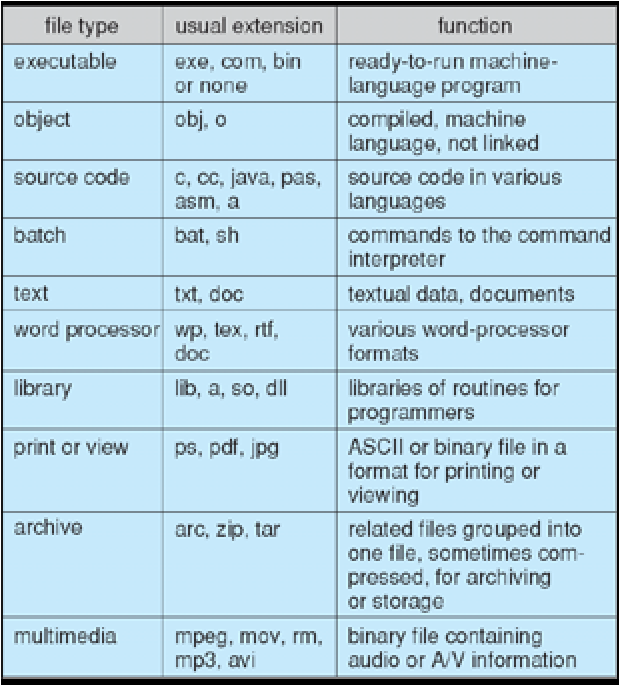 file type usual extension function
executable exe, com, bin ready-to-run machine-
or none language program
object obj, o compiled, machine
language, not linked
source code c, cc, java, pas, source code in various
asm, a languages
batch bat, sh commands to the command
interpreter
text txt, doc textual data, documents
word processor wp, tex, rtf, various word-processor
doc formats
library lib, a, so, dll libraries of routines for
programmers
print or view ps, pdf, jpg ASCII or binary file in a
format for printing or
viewing
archive arc, zip, tar related files grouped into
one file, sometimes com-
pressed, for archiving
or storage
multimedia mpeg, mov, rm, binary file containing
mp3, avi audio or A/V information